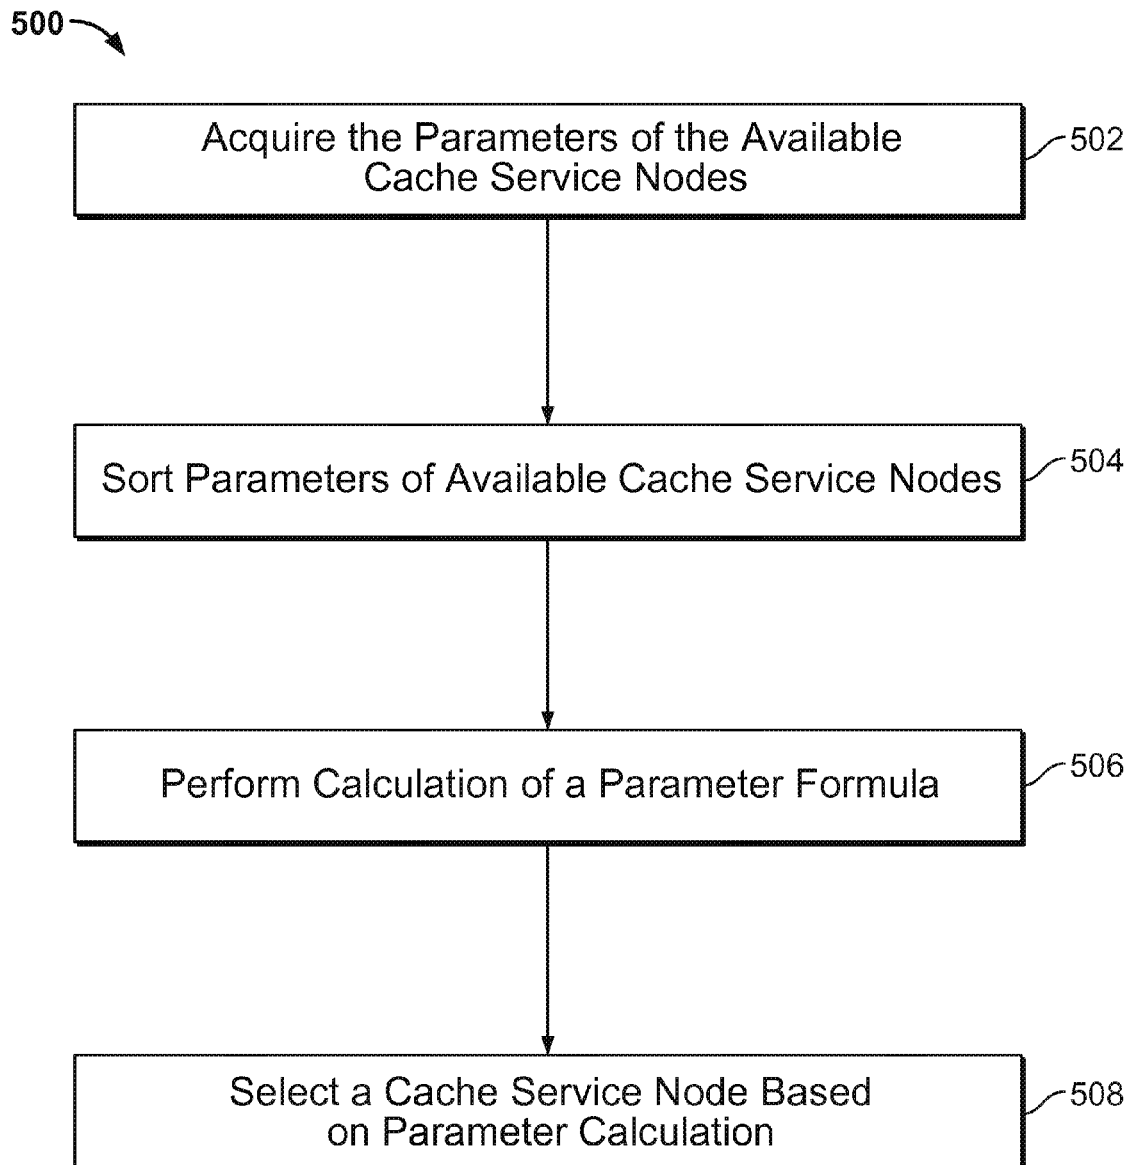 500
Acquire the Parameters of the Available
Cache Service Nodes
502
Sort Parameters of Available Cache Service Nodes
504
Perform Calculation of a Parameter Formula
506
Select a Cache Service Node Based
on Parameter Calculation
508